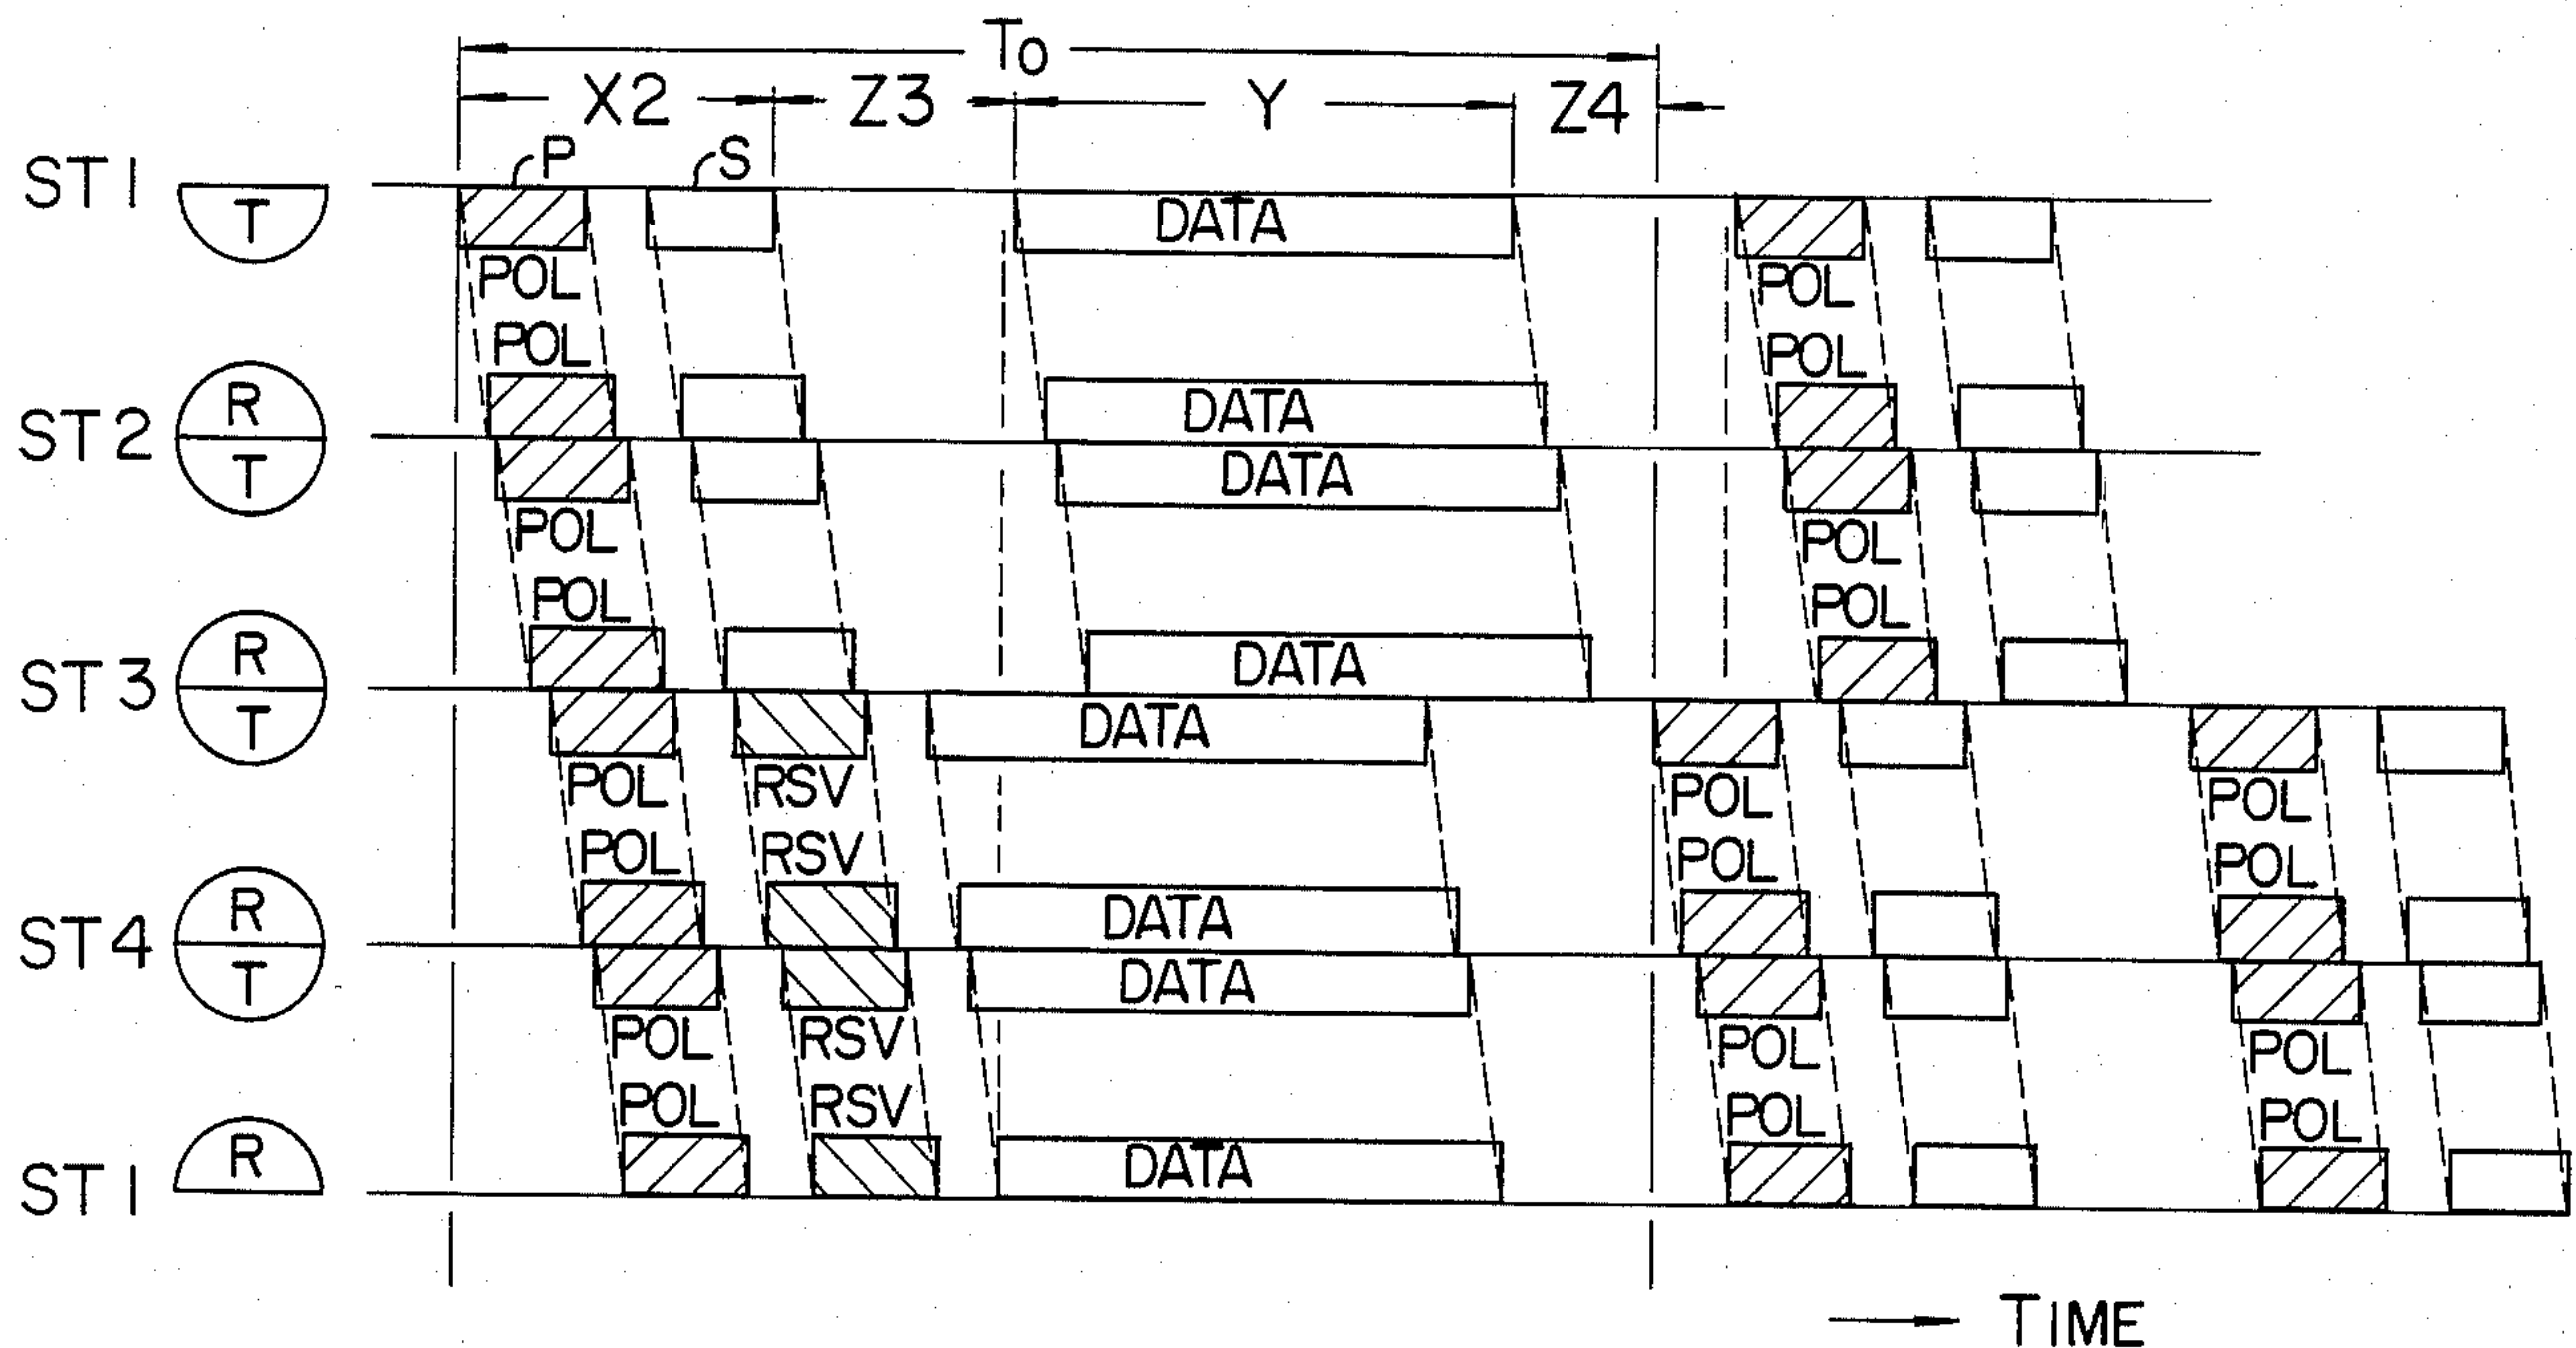 To
X2 Z3 Y Z4
P S
ST1 T DATA
POL POL
POL POL
ST2 R DATA
T DATA
POL POL
POL POL
ST3 R DATA
T DATA
POL RSV POL POL
POL RSV POL POL
ST4 R DATA
T DATA
POL RSV POL POL
POL RSV POL POL
ST1 R DATA
TIME